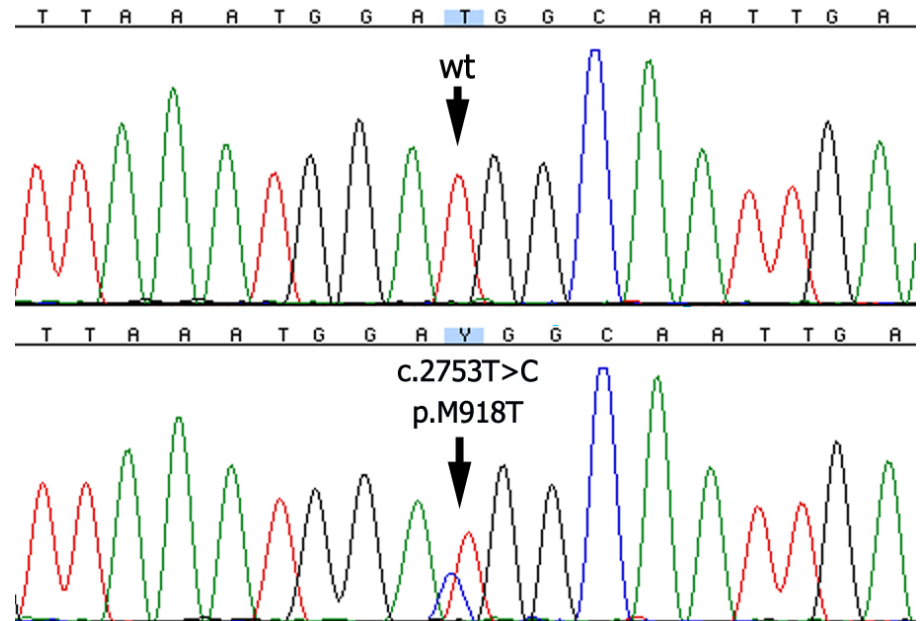 T T A A A T G G A T G G C A A T T G A
wt
T T A A A T G G A Y G G C A A T T G A
c.2753T>C
p.M918T